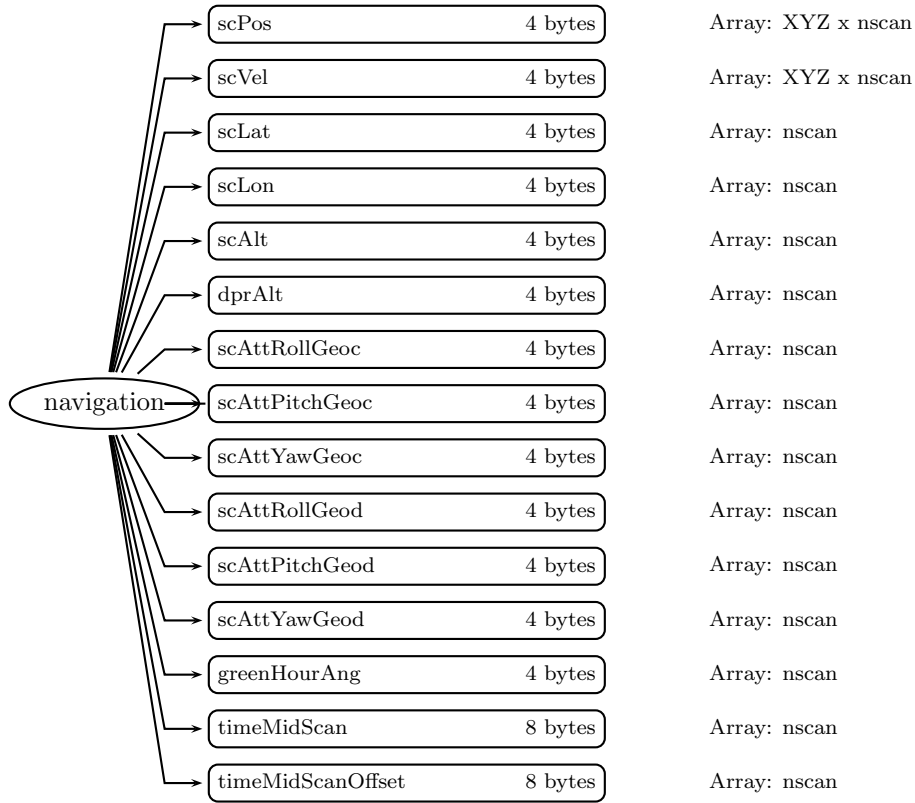 scPos 4 bytes Array: XYZ x nscan
scVel 4 bytes Array: XYZ x nscan
scLat 4 bytes Array: nscan
scLon 4 bytes Array: nscan
scAlt 4 bytes Array: nscan
dprAlt 4 bytes Array: nscan
scAttRollGeoc 4 bytes Array: nscan
navigation scAttPitchGeoc 4 bytes Array: nscan
scAttYawGeoc 4 bytes Array: nscan
scAttRollGeod 4 bytes Array: nscan
scAttPitchGeod 4 bytes Array: nscan
scAttYawGeod 4 bytes Array: nscan
greenHourAng 4 bytes Array: nscan
timeMidScan 8 bytes Array: nscan
timeMidScanOffset 8 bytes Array: nscan